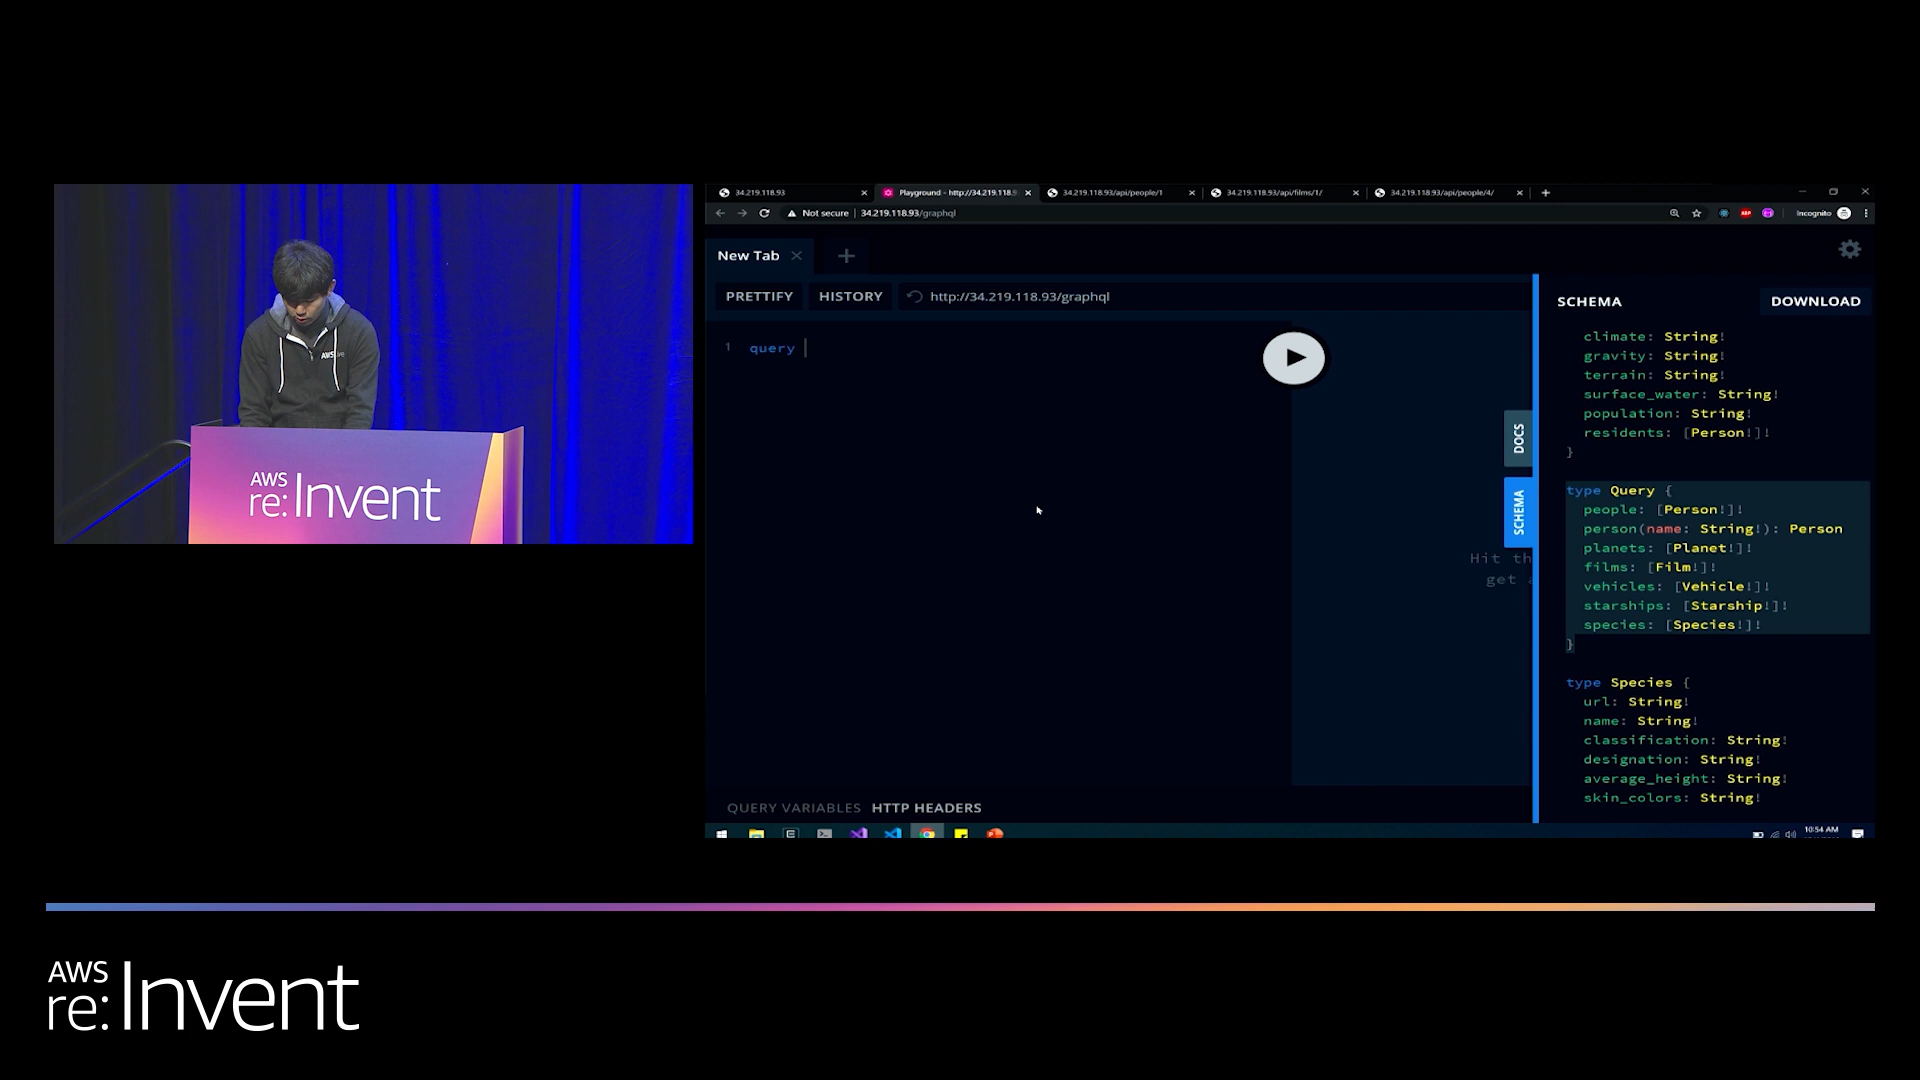 AWSLive
AWS
re:Invent
34.219.118.93
Playground - http://34.219.118.9
34.219.118.93/api/people/1
34.219.118.93/api/films/1/
34.219.118.93/api/people/4/
Not secure | 34.219.118.93/graphql
ABP
Incognito
New Tab
PRETTIFY
HISTORY
http://34.219.118.93/graphql
1 query
Hit th
get a
DOCS
SCHEMA
SCHEMA
DOWNLOAD
climate: String!
gravity: String!
terrain: String!
surface_water: String!
population: String!
residents: [Person!]!
}
type Query {
people: [Person!]!
person(name: String!): Person
planets: [Planet!]!
films: [Film!]!
vehicles: [Vehicle!]!
starships: [Starship!]!
species: [Species!]!
}
type Species {
url: String!
name: String!
classification: String!
designation: String!
average_height: String!
skin_colors: String!
QUERY VARIABLES
HTTP HEADERS
10:54 AM
AWS
re:Invent